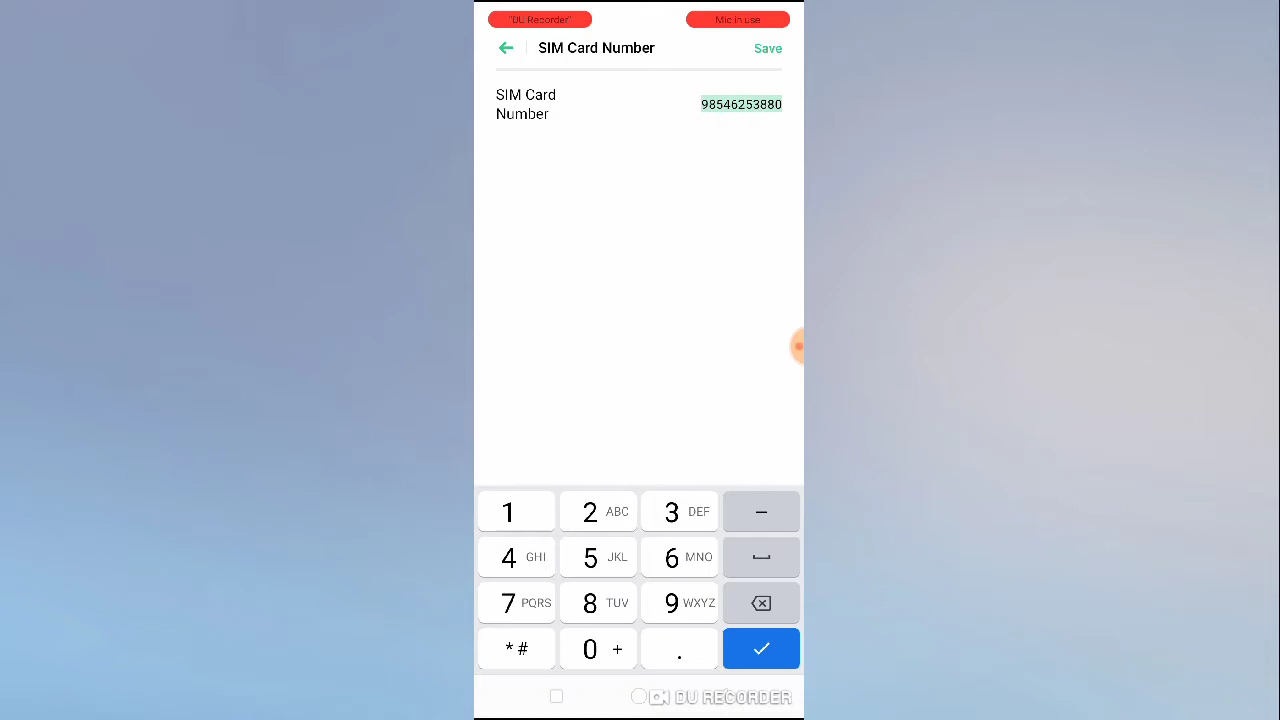 "DU Recorder" Mic in use
SIM Card Number Save
SIM Card
Number
98546253880
1 2 ABC 3 DEF –
4 GHI 5 JKL 6 MNO
7 PQRS 8 TUV 9 WXYZ
*# 0 + .
DU RECORDER